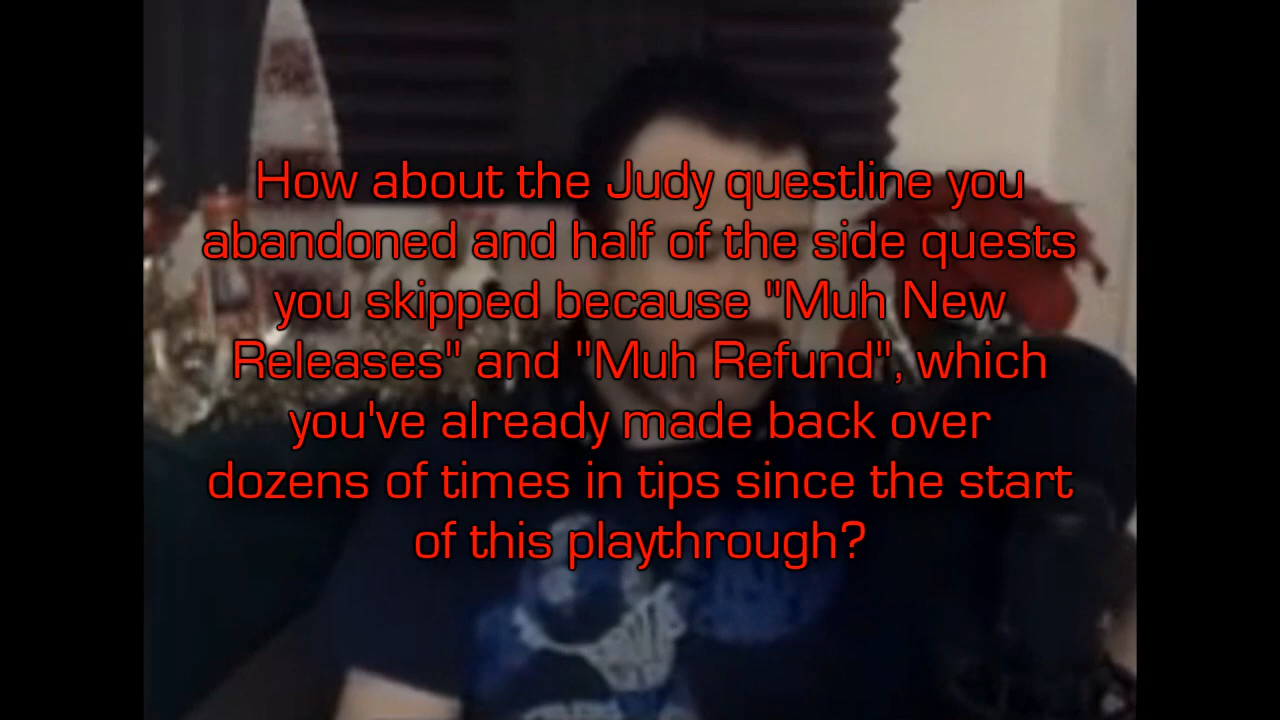 How about the Judy questline you
abandoned and half of the side quests
you skipped because "Muh New
Releases" and "Muh Refund", which
you've already made back over
dozens of times in tips since the start
of this playthrough?